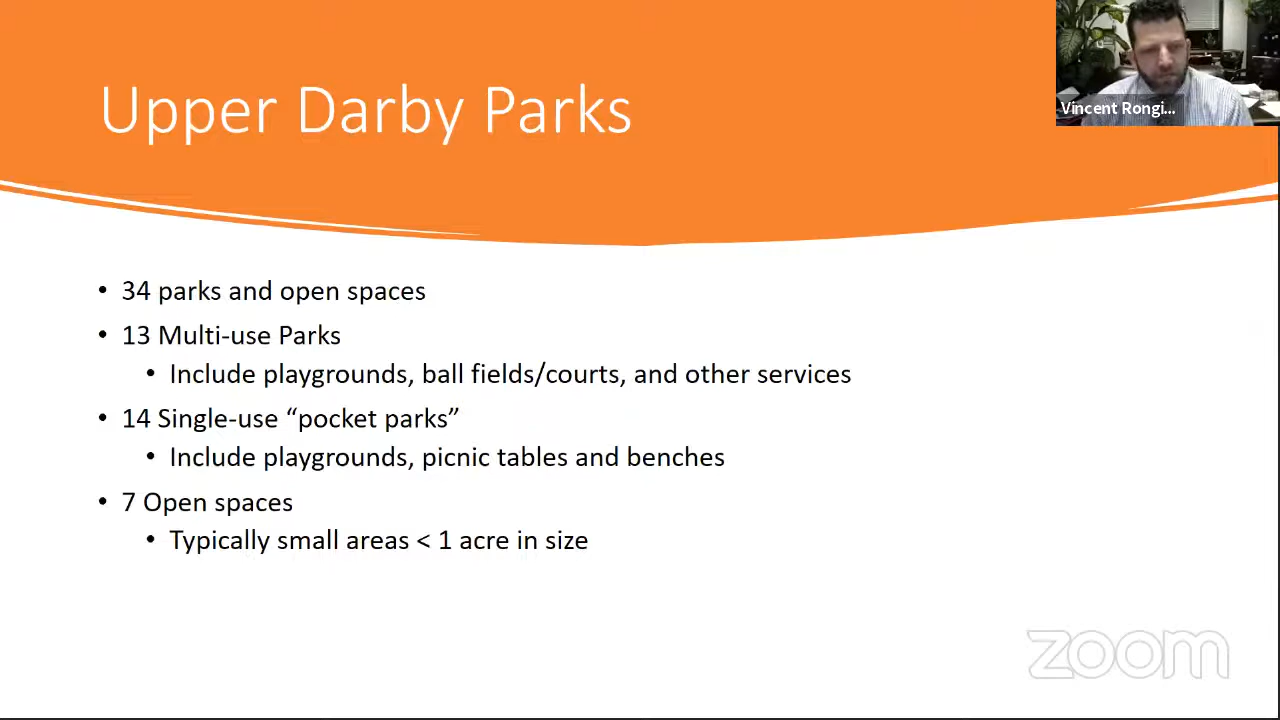 Upper Darby Parks
Vincent Rongi...
• 34 parks and open spaces
• 13 Multi-use Parks
• Include playgrounds, ball fields/courts, and other services
• 14 Single-use “pocket parks”
• Include playgrounds, picnic tables and benches
• 7 Open spaces
• Typically small areas < 1 acre in size
zoom